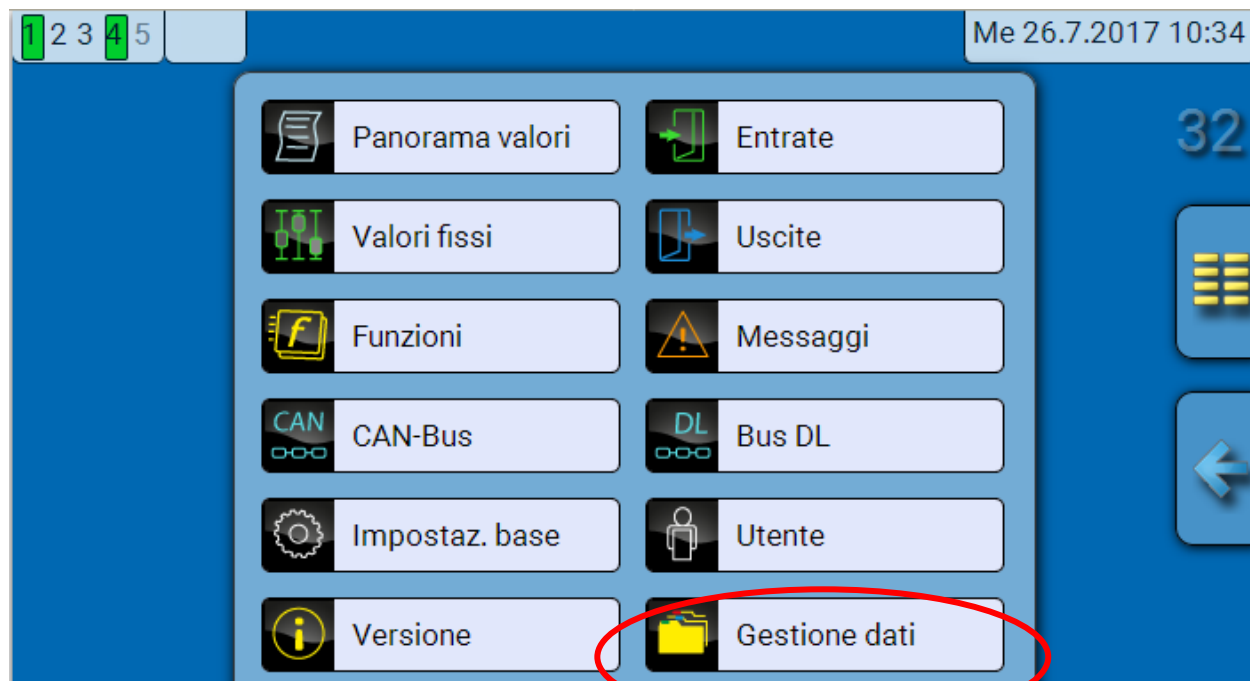 1 2 3 4 5
Me 26.7.2017 10:34
32
Panorama valori
Entrate
Valori fissi
Uscite
f Funzioni
Messaggi
CAN CAN-Bus
DL Bus DL
Impostaz. base
Utente
i Versione
Gestione dati